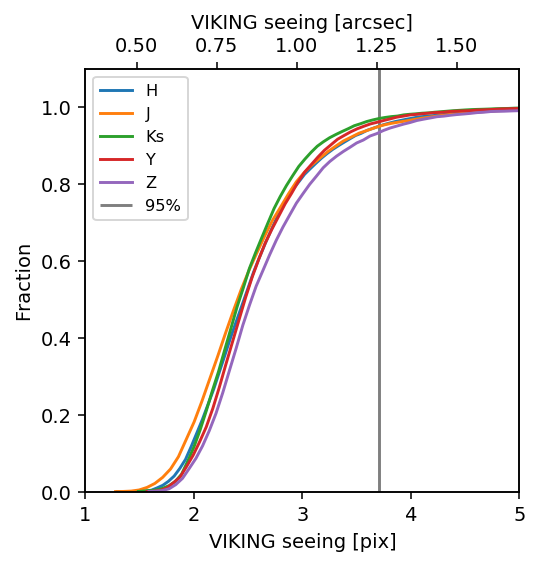 VIKING seeing [arcsec]
0.50 0.75 1.00 1.25 1.50
H
J
Ks
Y
Z
95%
1.0
0.8
0.6
0.4
0.2
0.0
Fraction
1 2 3 4 5
VIKING seeing [pix]